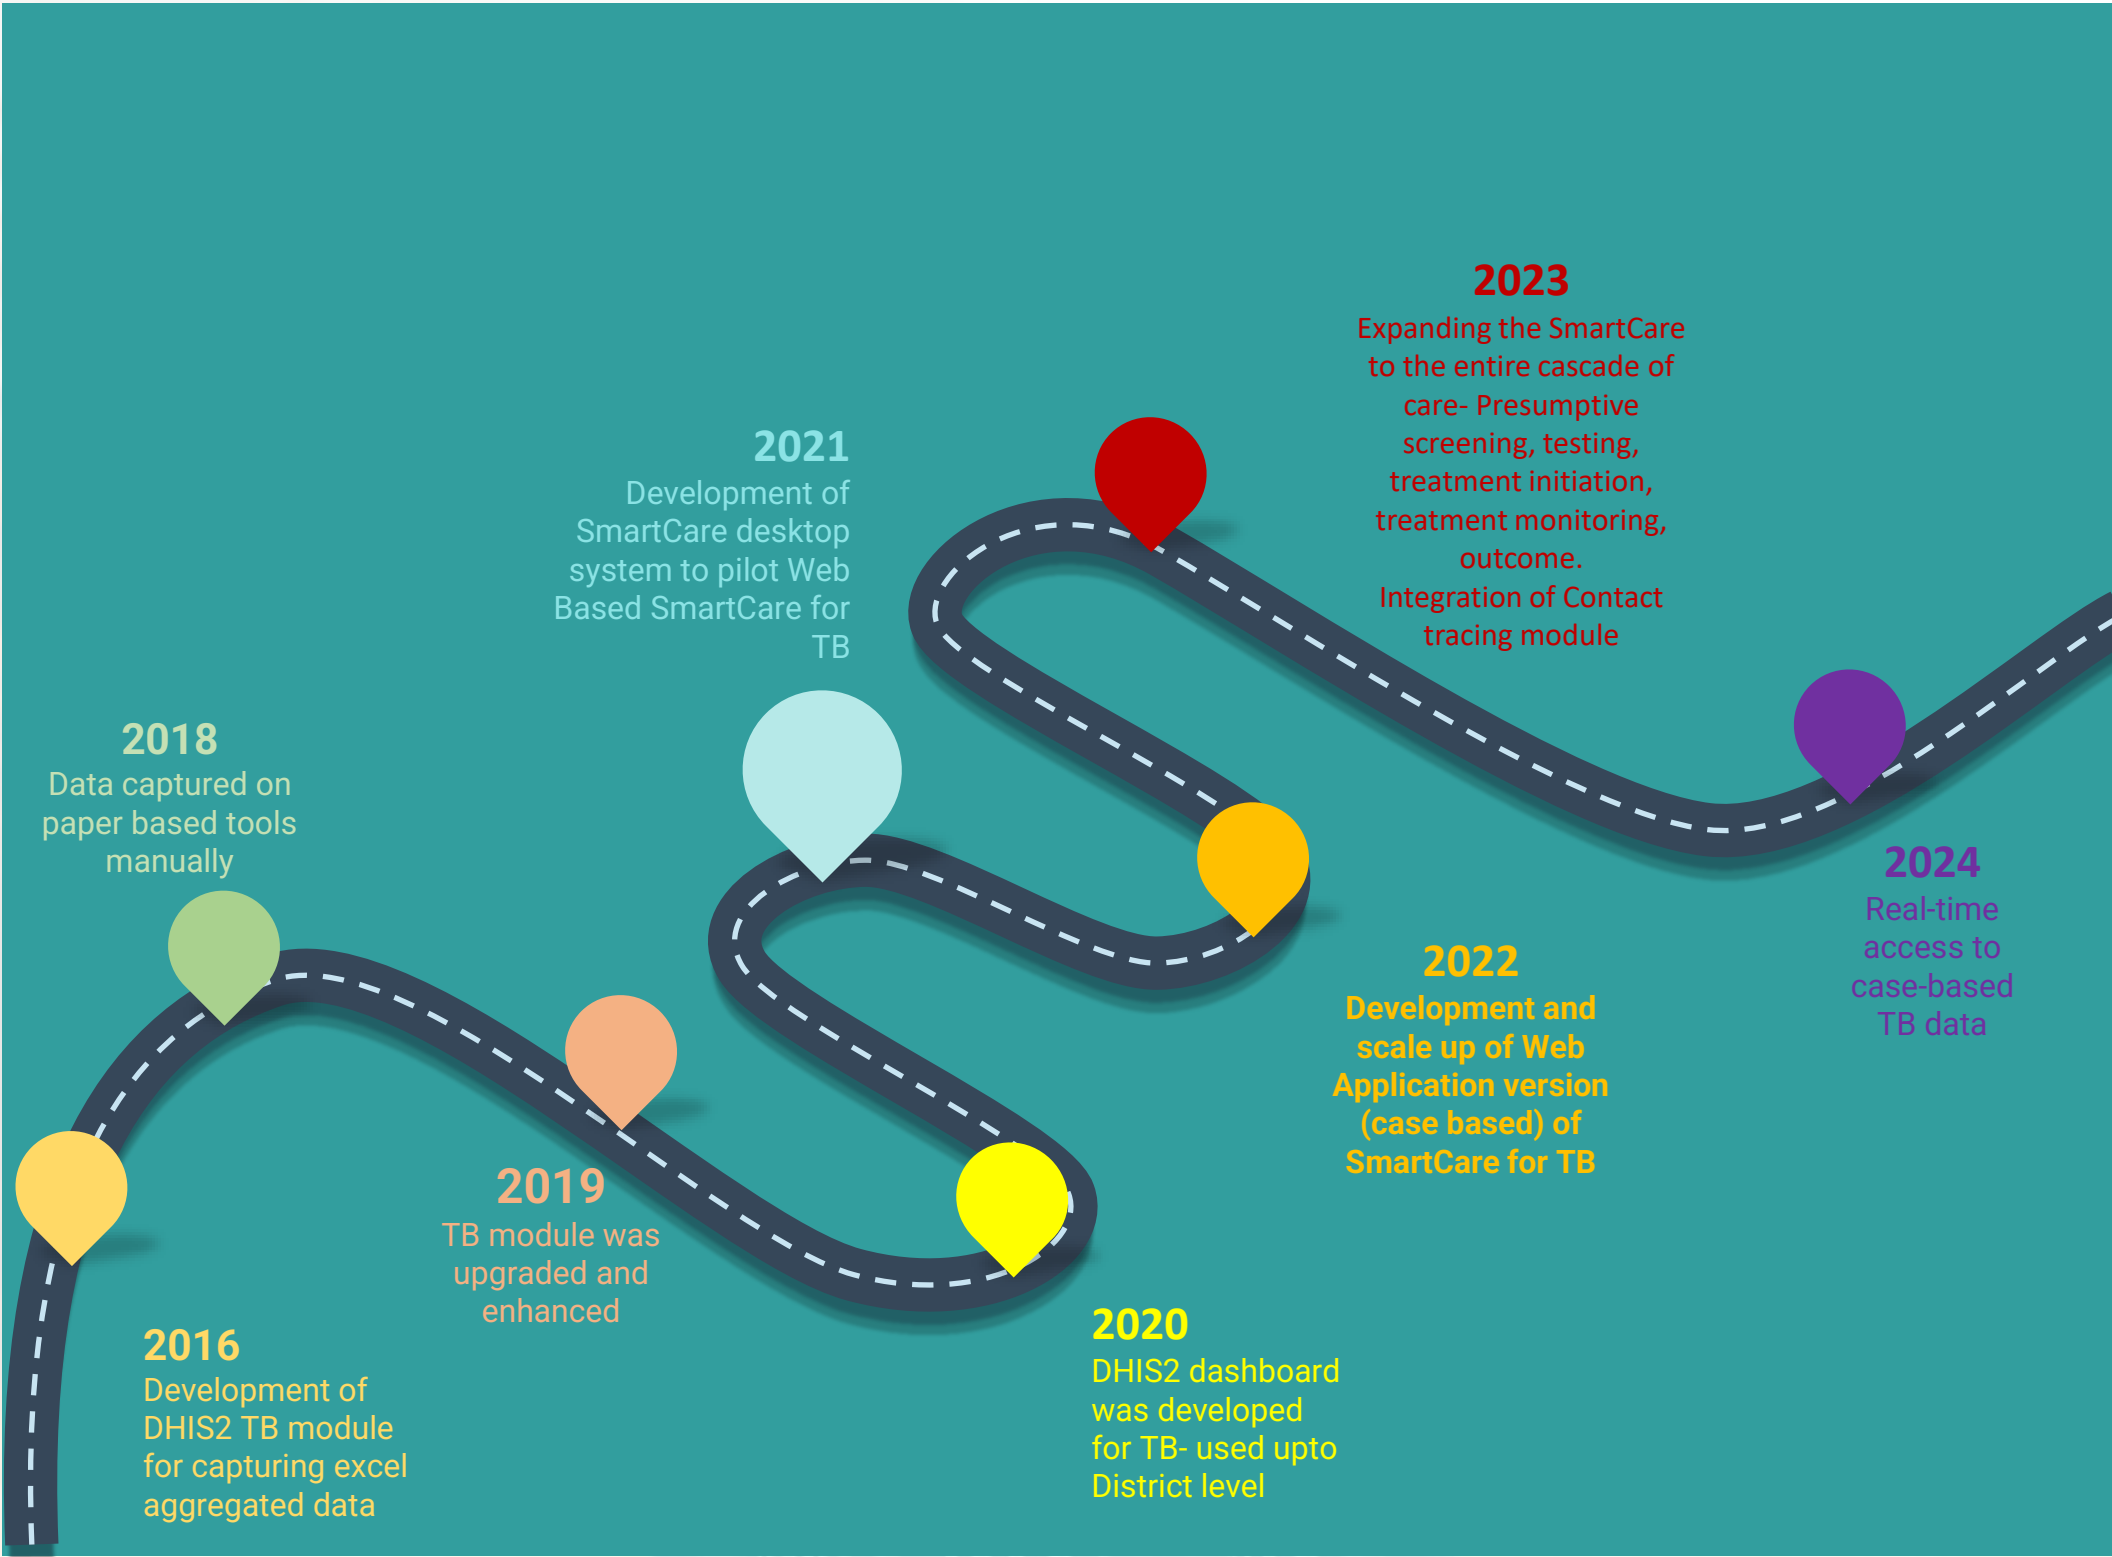 2016
Development of
DHIS2 TB module
for capturing excel
aggregated data
2018
Data captured on
paper based tools
manually
2019
TB module was
upgraded and
enhanced
2020
DHIS2 dashboard
was developed
for TB- used upto
District level
2021
Development of
SmartCare desktop
system to pilot Web
Based SmartCare for
TB
2022
Development and
scale up of Web
Application version
(case based) of
SmartCare for TB
2023
Expanding the SmartCare
to the entire cascade of
care- Presumptive
screening, testing,
treatment initiation,
treatment monitoring,
outcome.
Integration of Contact
tracing module
2024
Real-time
access to
case-based
TB data